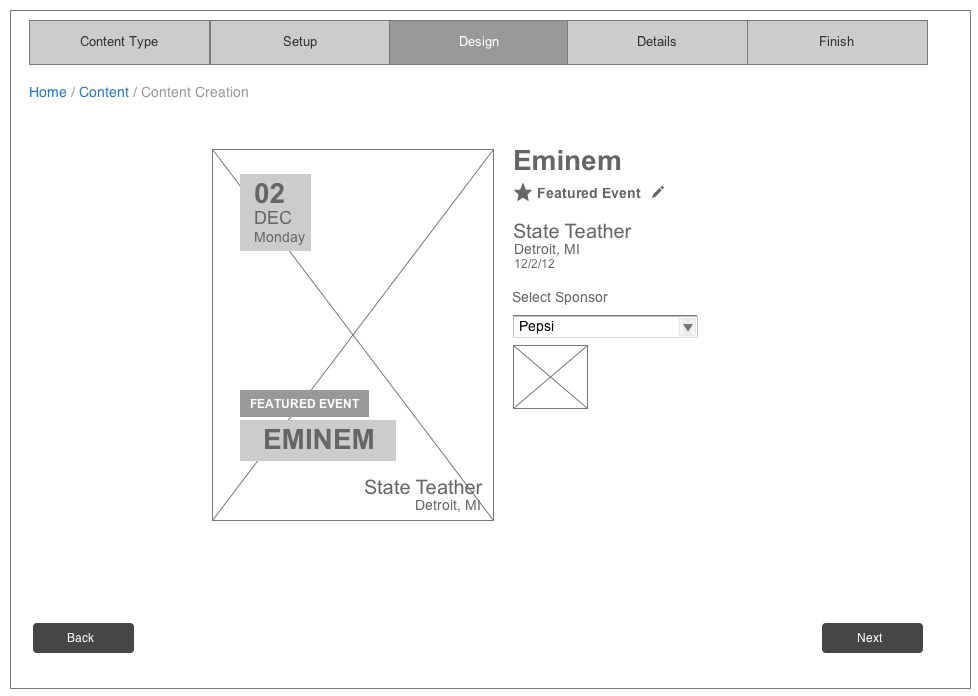 Content Type
Setup
Design
Details
Finish
Home / Content / Content Creation
02
DEC
Monday
FEATURED EVENT
EMINEM
State Teather
Detroit, MI
Eminem
Featured Event
State Teather
Detroit, MI
12/2/12
Select Sponsor
Pepsi
Back
Next